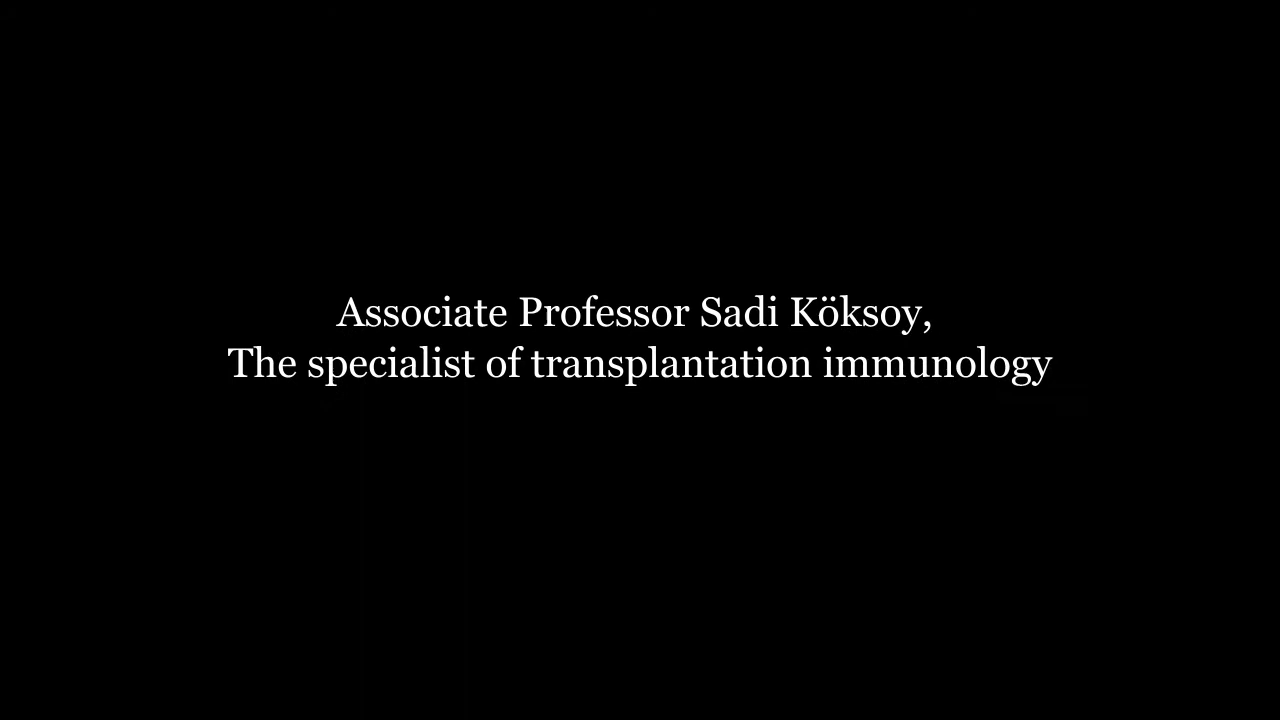 Associate Professor Sadi Köksoy,
The specialist of transplantation immunology